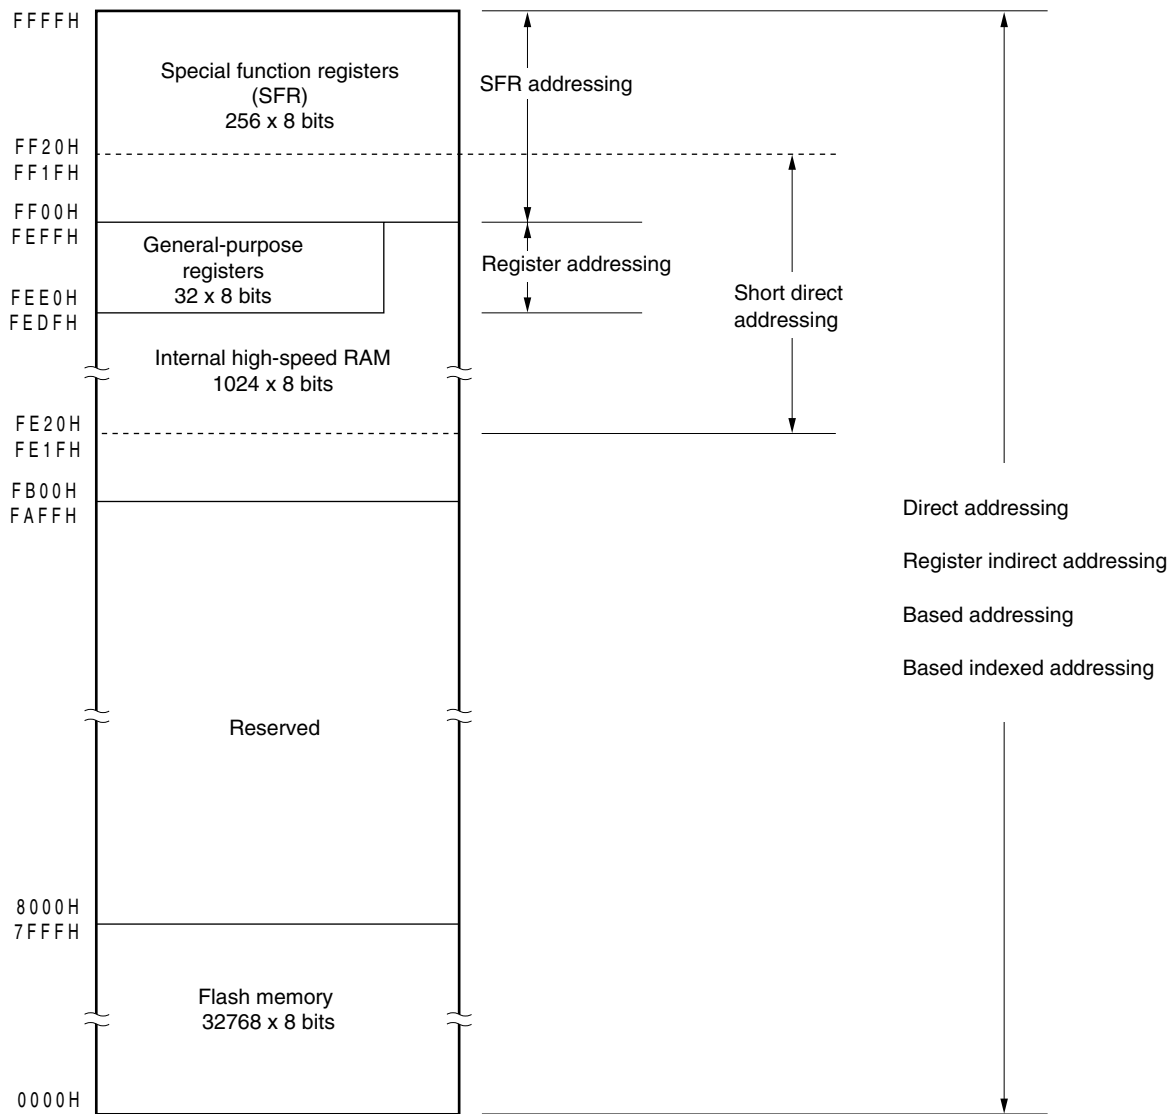 FFFFH
Special function registers
(SFR)
256 x 8 bits
SFR addressing
FF20H
FF1FH
FF00H
FEFFH
General-purpose
registers
32 x 8 bits
Register addressing
FEE0H
FEDFH
Short direct
addressing
Internal high-speed RAM
1024 x 8 bits
FE20H
FE1FH
FB00H
FAFFH
Direct addressing
Register indirect addressing
Based addressing
Based indexed addressing
Reserved
8000H
7FFFH
Flash memory
32768 x 8 bits
0000H